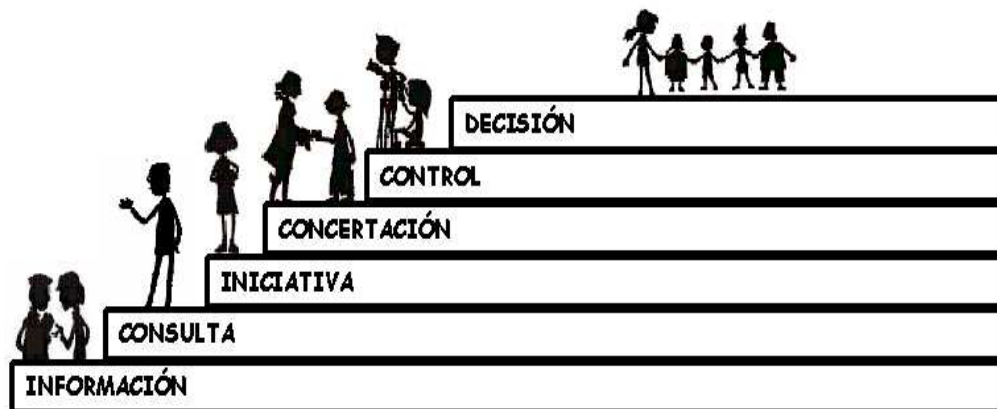 DECISIÓN
CONTROL
CONCERTACIÓN
INICIATIVA
CONSULTA
INFORMACIÓN